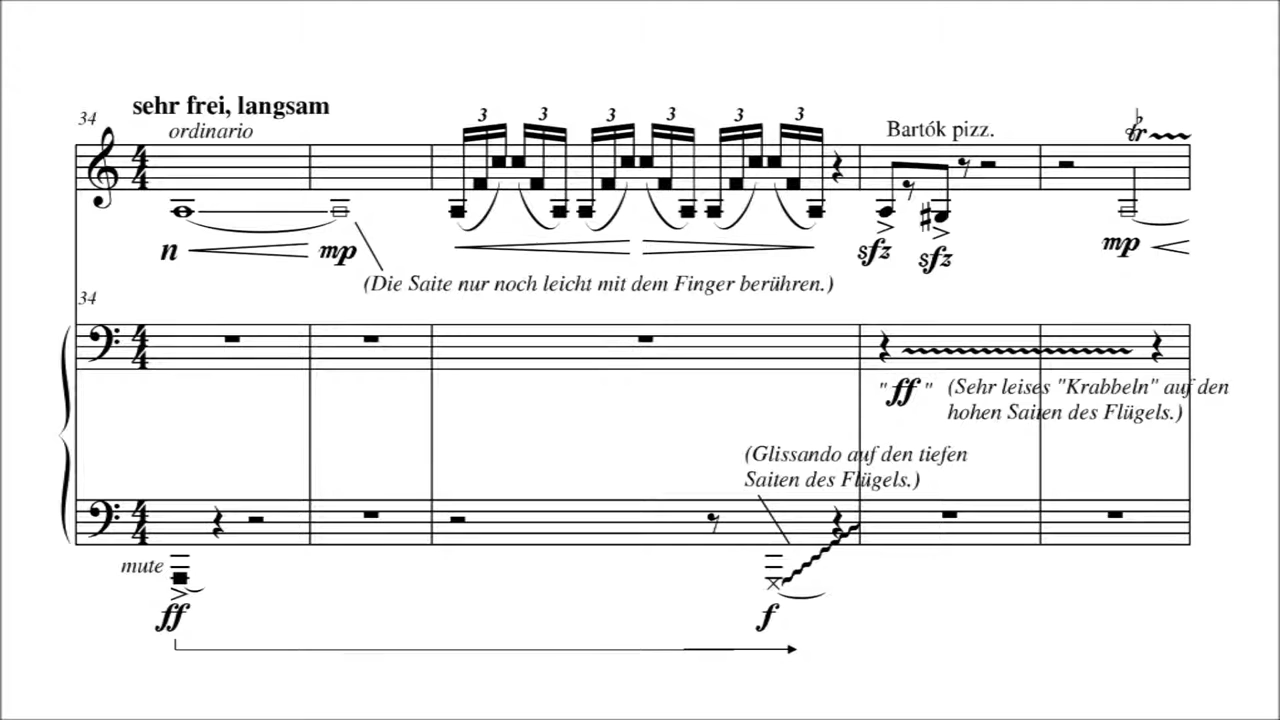 sehr frei, langsam
34
ordinario
3 3 3 3 3 3
Bartók pizz.
tr
n mp
sfz sfz mp
(Die Saite nur noch leicht mit dem Finger berühren.)
34
"ff" (Sehr leises "Krabbeln" auf den
hohen Saiten des Flügels.)
(Glissando auf den tiefen
Saiten des Flügels.)
mute
ff f